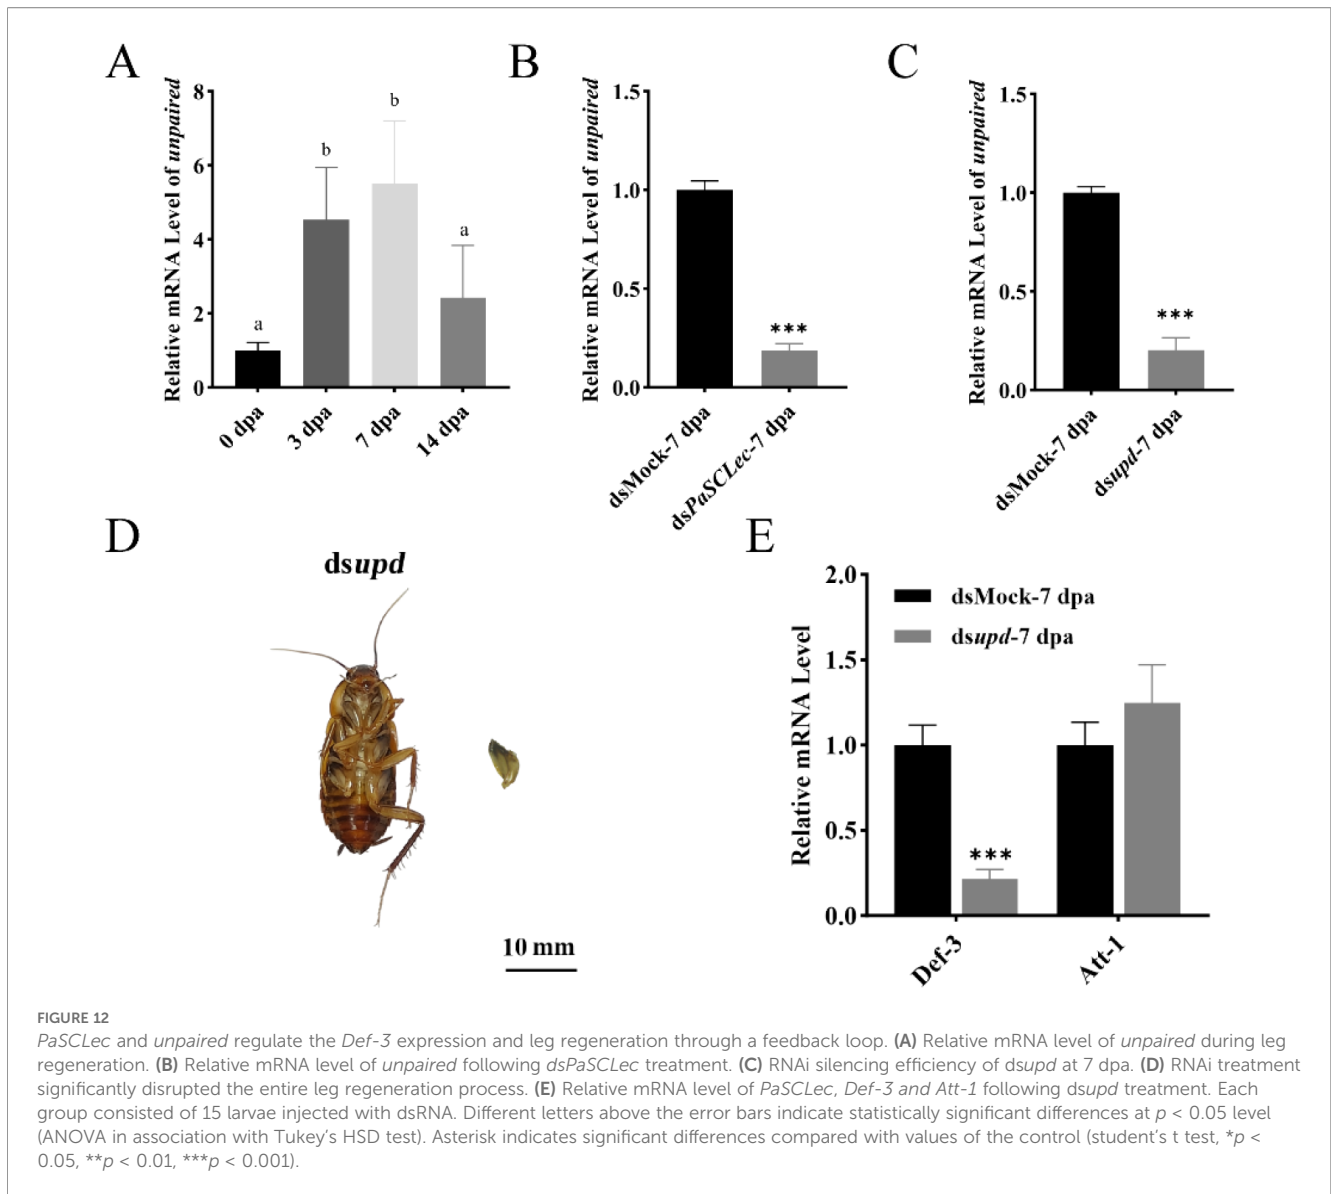 A
Relative mRNA Level of unpaired
8
6
4
2
0
a
b
b
a
0 dpa
3 dpa
7 dpa
14 dpa
B
Relative mRNA Level of unpaired
1.5
1.0
0.5
0.0
***
dsMock-7 dpa
dsPaSCLec-7 dpa
C
Relative mRNA Level of unpaired
1.5
1.0
0.5
0.0
***
dsMock-7 dpa
dsupd-7 dpa
D
dsupd
10 mm
E
Relative mRNA Level
2.0
1.5
1.0
0.5
0.0
dsMock-7 dpa
dsupd-7 dpa
***
Def-3
Att-1
FIGURE 12
PaSCLec and unpaired regulate the Def-3 expression and leg regeneration through a feedback loop. (A) Relative mRNA level of unpaired during leg
regeneration. (B) Relative mRNA level of unpaired following dsPaSCLec treatment. (C) RNAi silencing efficiency of dsupd at 7 dpa. (D) RNAi treatment
significantly disrupted the entire leg regeneration process. (E) Relative mRNA level of PaSCLec, Def-3 and Att-1 following dsupd treatment. Each
group consisted of 15 larvae injected with dsRNA. Different letters above the error bars indicate statistically significant differences at p < 0.05 level
(ANOVA in association with Tukey's HSD test). Asterisk indicates significant differences compared with values of the control (student's t test, *p <
0.05, **p < 0.01, ***p < 0.001).